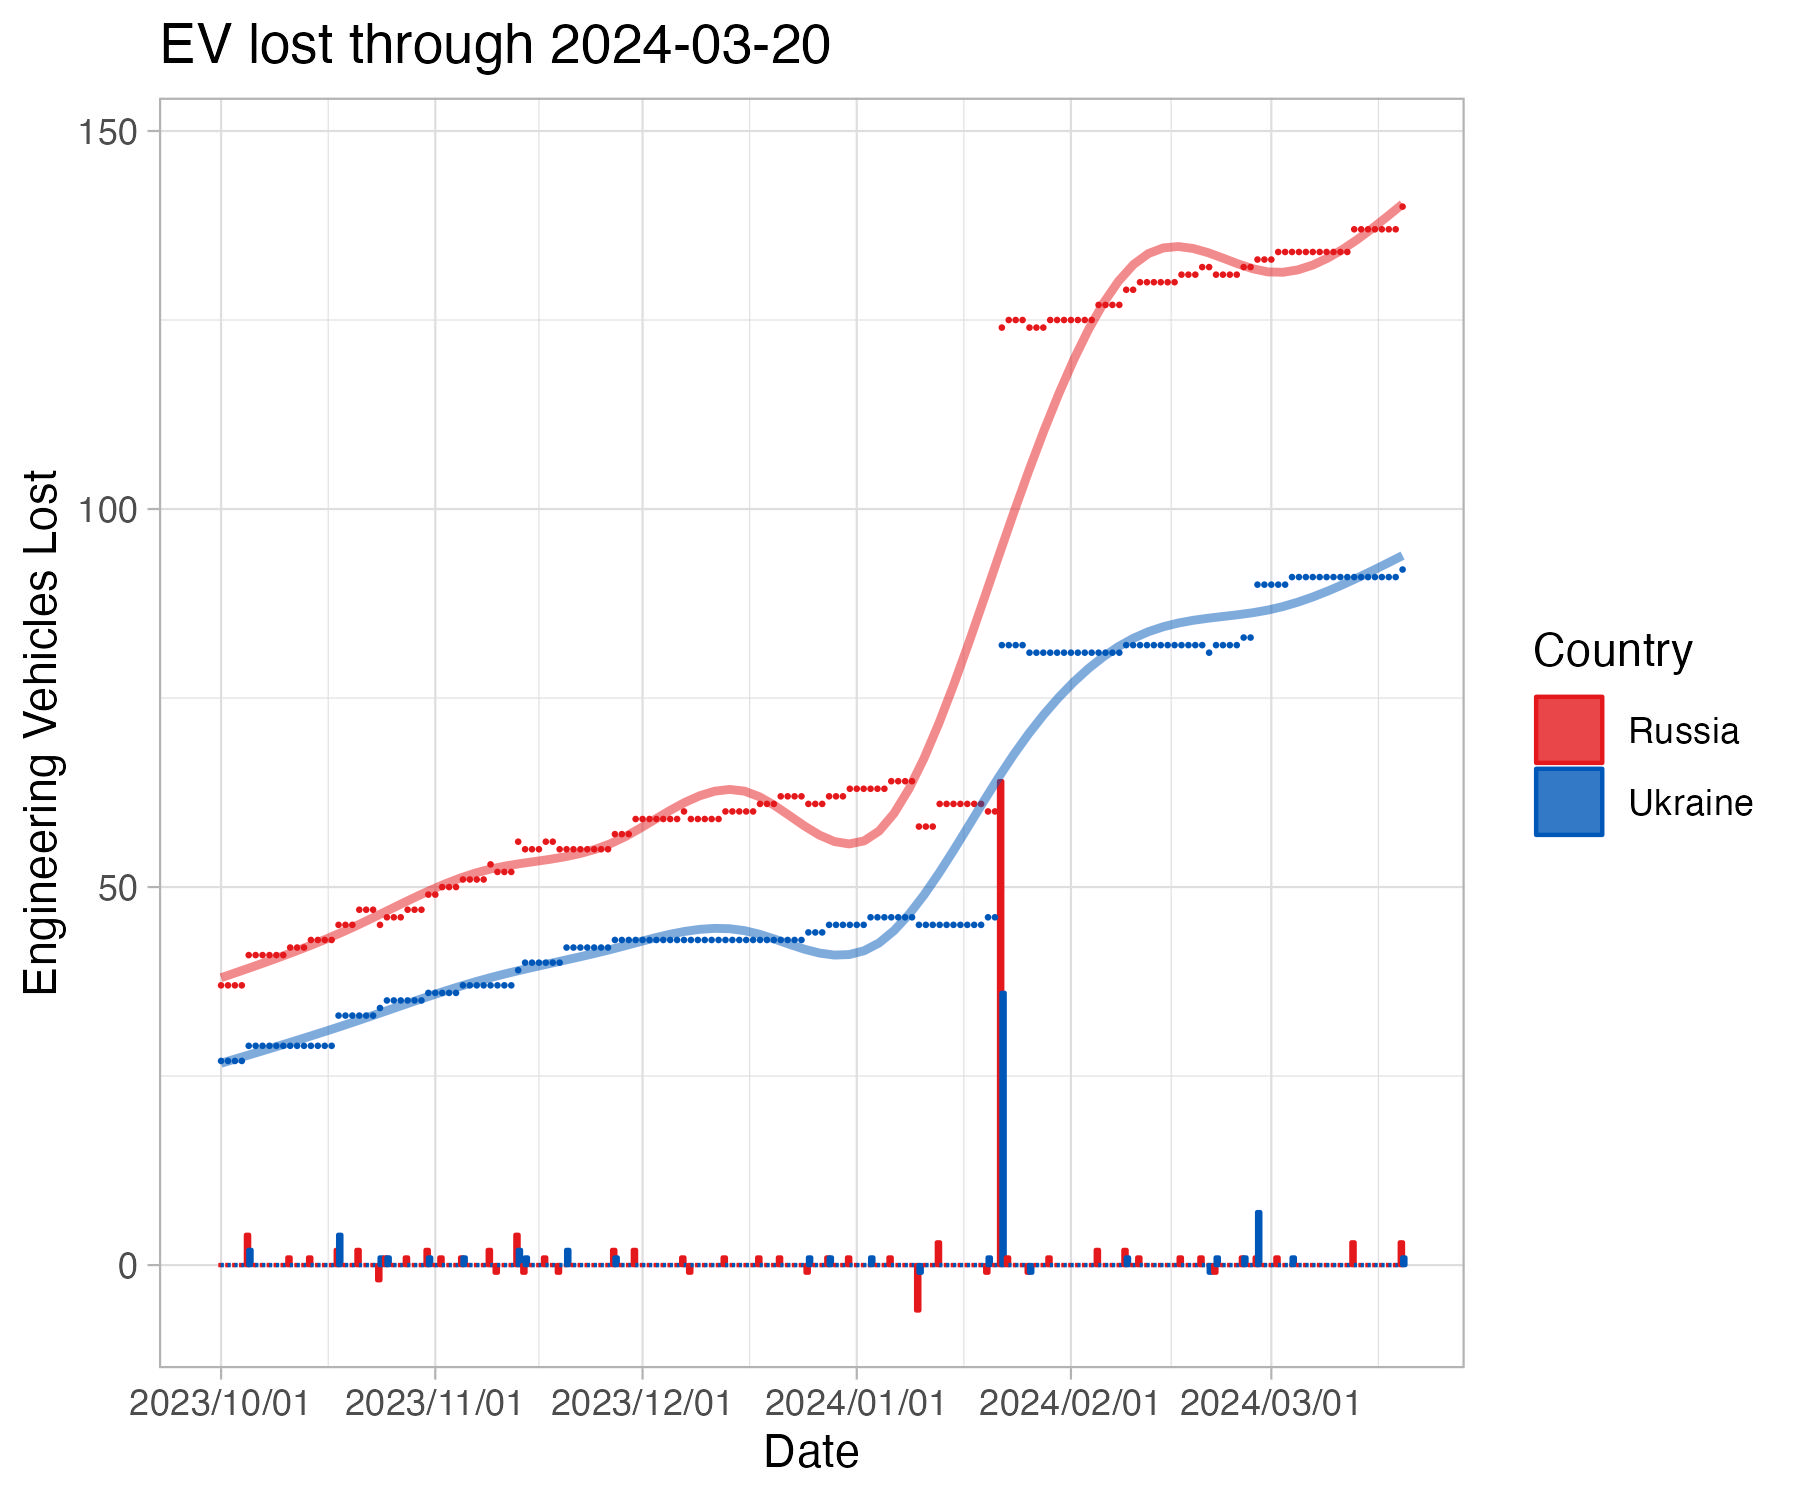 EV lost through 2024-03-20
Engineering Vehicles Lost
150
100
50
0
2023/10/01 2023/11/01 2023/12/01 2024/01/01 2024/02/01 2024/03/01
Date
Country
Russia
Ukraine